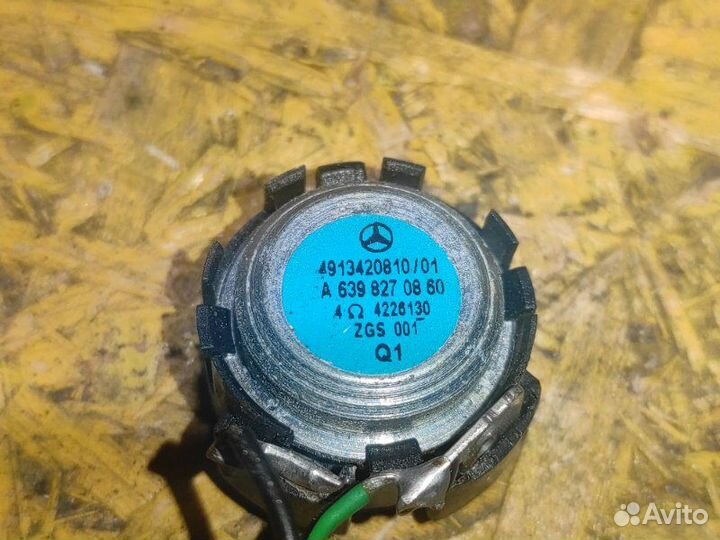 4913420810/01
A 639 827 08 60
4 Ω 4226130
ZGS 001
Q1
Avito